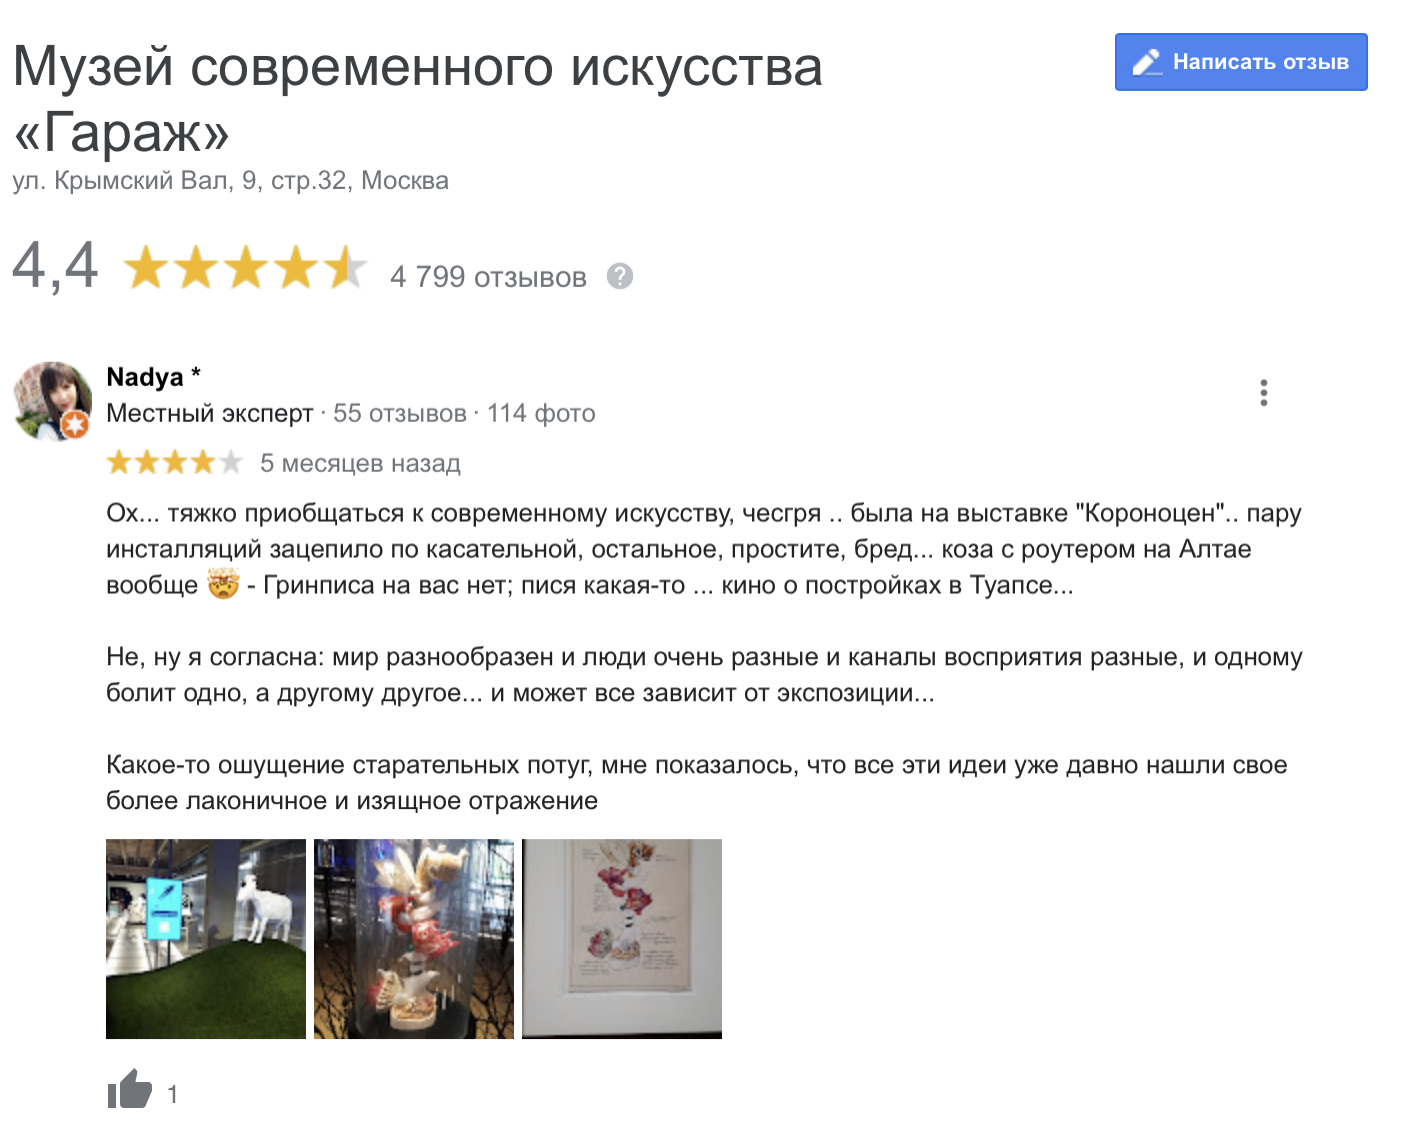 Музей современного искусства
«Гараж»
Написать отзыв
ул. Крымский Вал, 9, стр.32, Москва
4,4
4 799 отзывов
?
Nadya *
Местный эксперт · 55 отзывов · 114 фото
5 месяцев назад
Ох... тяжко приобщаться к современному искусству, чесгря .. была на выставке "Короноцен".. пару
инсталляций зацепило по касательной, остальное, простите, бред... коза с роутером на Алтае
вообще 🤯 - Гринписа на вас нет; пися какая-то ... кино о постройках в Туапсе...
Не, ну я согласна: мир разнообразен и люди очень разные и каналы восприятия разные, и одному
болит одно, а другому другое... и может все зависит от экспозиции...
Какое-то ошущение старательных потуг, мне показалось, что все эти идеи уже давно нашли свое
более лаконичное и изящное отражение
1